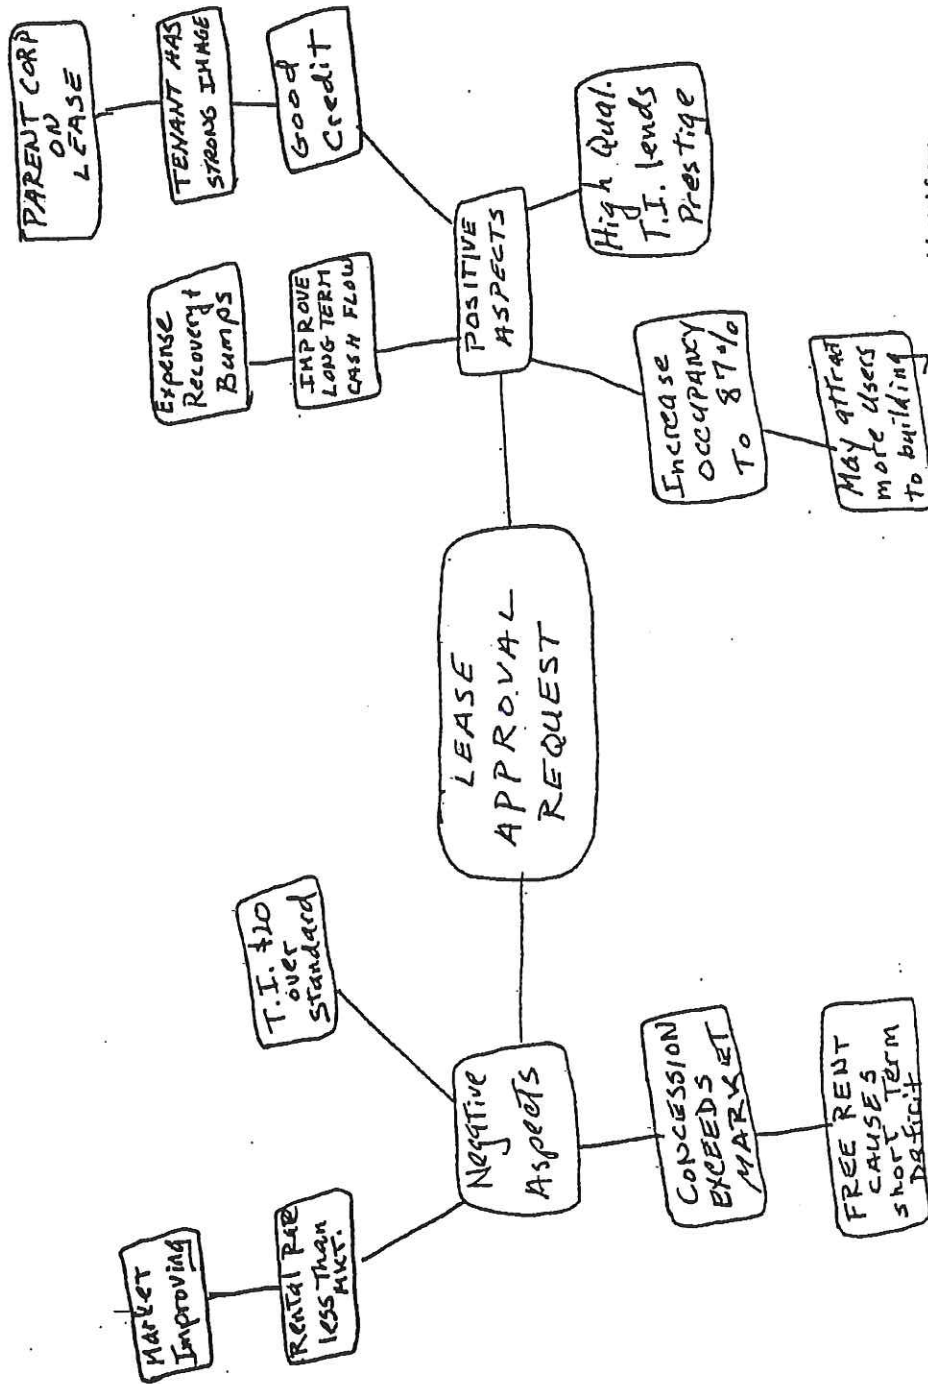 PARENT CORP
ON
LEASE
TENANT HAS
STRONG IMAGE
GOOD
Credit
Expense
Recovery +
Bumps
IMPROVE
LONG TERM
CASH FLOW
POSITIVE
ASPECTS
High Qual.
T.I. lends
Prestige
Increase
OCCUPANCY
TO 87%
May attract
more Users
to building
LEASE
APPROVAL
REQUEST
T.I. $20
over
Standard
Negative
Aspects
Market
Improving
Rental Rate
less Than
MKT.
CONCESSION
EXCEEDS
MARKET
FREE RENT
CAUSES
short Term
Deficit